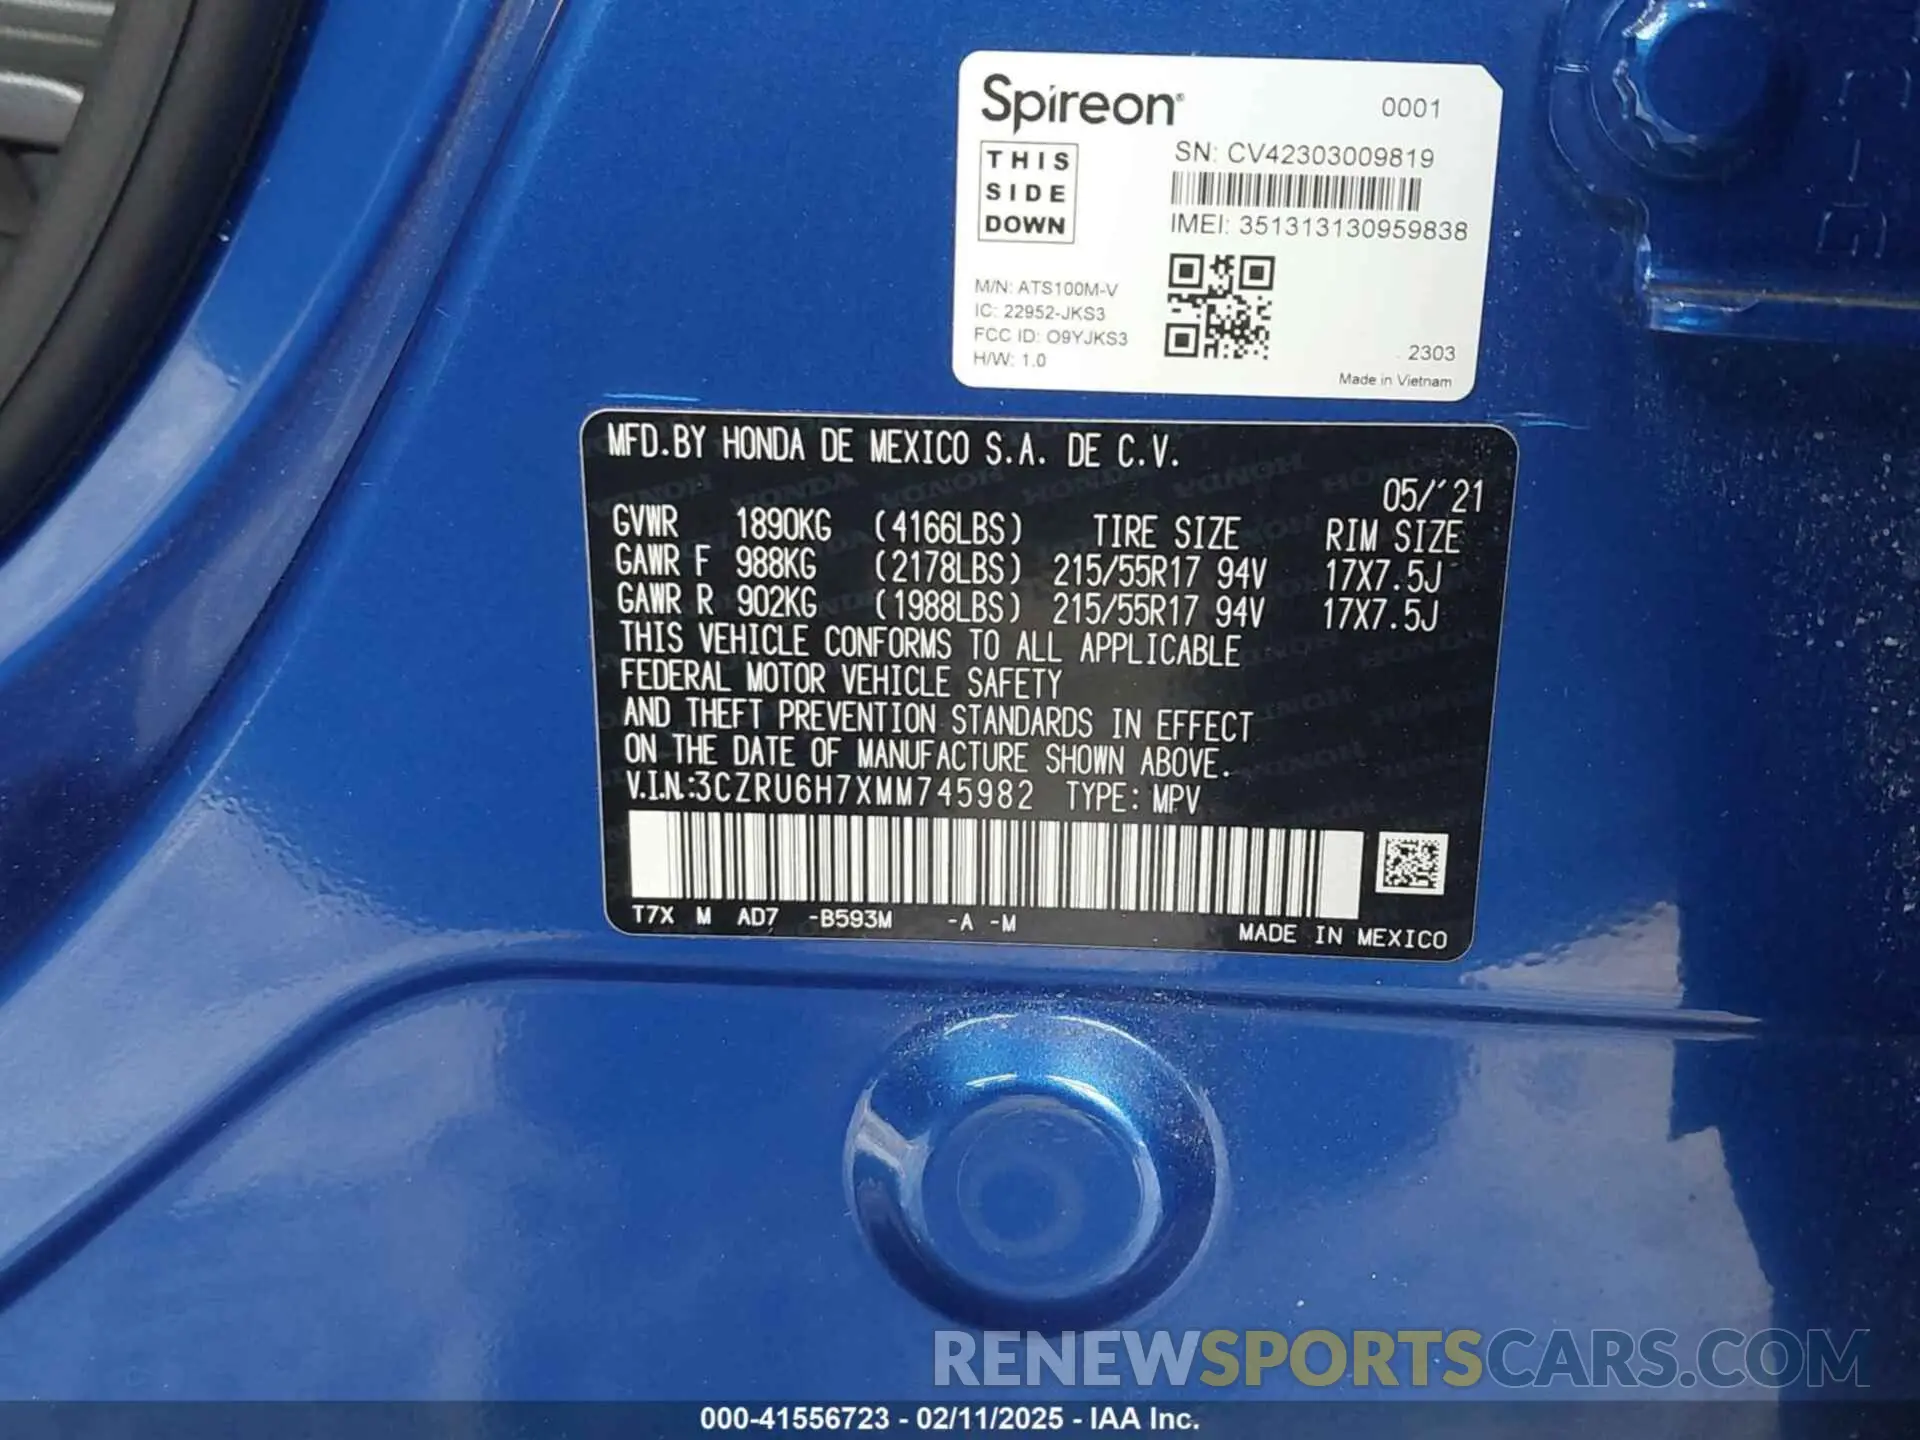 Spireon®
0001
THIS
SIDE
DOWN
SN: CV42303009819
IMEI: 351313130959838
M/N: ATS100M-V
IC: 22952-JKS3
FCC ID: O9YJKS3
H/W: 1.0
2303
Made in Vietnam
MFD.BY HONDA DE MEXICO S.A. DE C.V.
05/'21
GVWR 1890KG (4166LBS) TIRE SIZE RIM SIZE
GAWR F 988KG (2178LBS) 215/55R17 94V 17X7.5J
GAWR R 902KG (1988LBS) 215/55R17 94V 17X7.5J
THIS VEHICLE CONFORMS TO ALL APPLICABLE
FEDERAL MOTOR VEHICLE SAFETY
AND THEFT PREVENTION STANDARDS IN EFFECT
ON THE DATE OF MANUFACTURE SHOWN ABOVE.
V.I.N.:3CZRU6H7XMM745982 TYPE: MPV
T7X M AD7 -B593M -A -M
MADE IN MEXICO
RENEWSPORTSCARS.COM
000-41556723 - 02/11/2025 - IAA Inc.